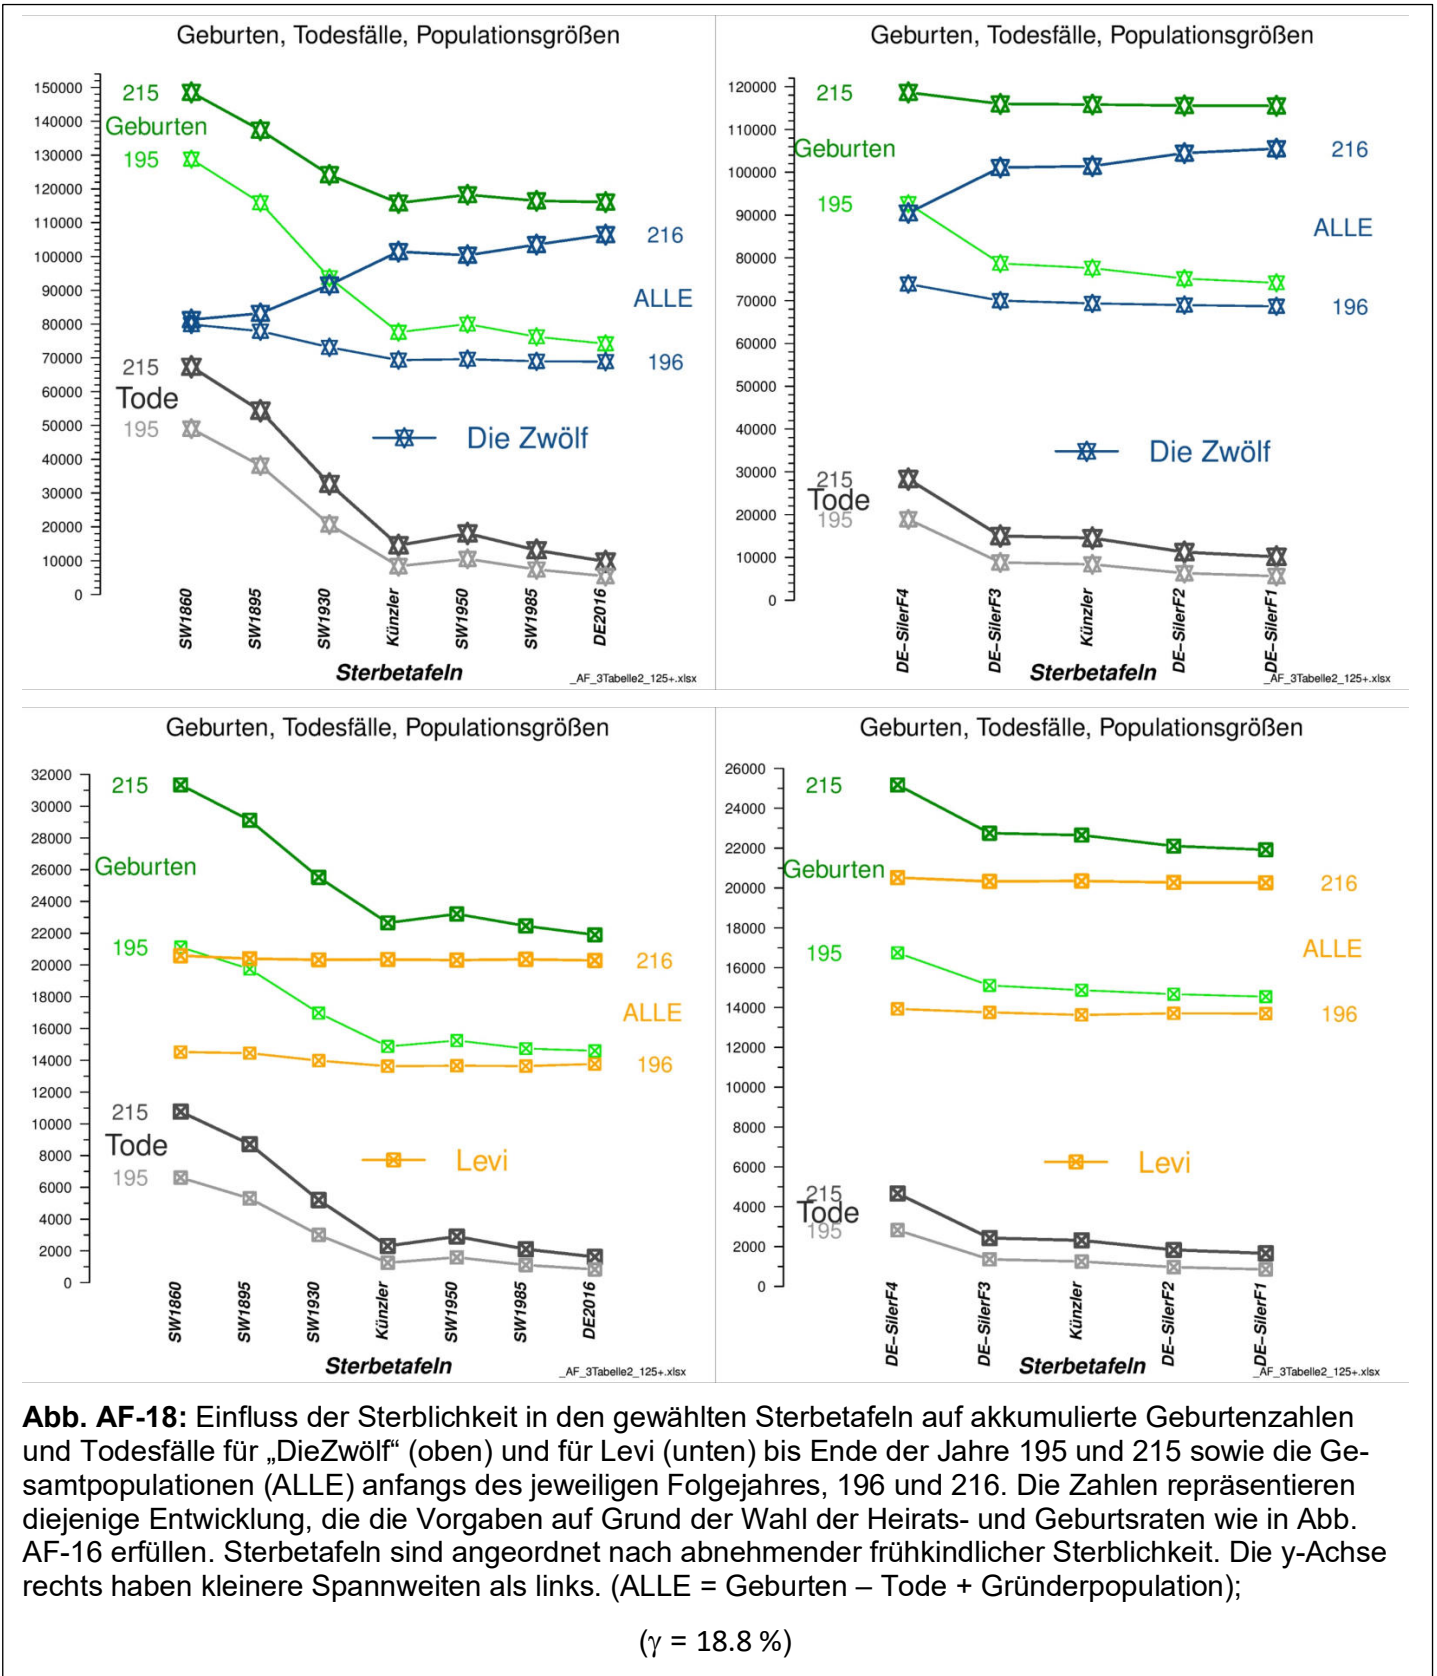 Geburten, Todesfälle, Populationsgrößen
150000
140000
130000
120000
110000
100000
90000
80000
70000
60000
50000
40000
30000
20000
10000
0
215
Geburten
195
216
ALLE
196
215
Tode
195
Die Zwölf
SW1860
SW1895
SW1930
Künzler
SW1950
SW1985
DE2016
Sterbetafeln
_AF_3Tabelle2_125+.xlsx
Geburten, Todesfälle, Populationsgrößen
120000
110000
100000
90000
80000
70000
60000
50000
40000
30000
20000
10000
0
215
Geburten
195
216
ALLE
196
215
Tode
195
Die Zwölf
DE−SilerF4
DE−SilerF3
Künzler
DE−SilerF2
DE−SilerF1
Sterbetafeln
_AF_3Tabelle2_125+.xlsx
Geburten, Todesfälle, Populationsgrößen
32000
30000
28000
26000
24000
22000
20000
18000
16000
14000
12000
10000
8000
6000
4000
2000
0
215
Geburten
195
216
ALLE
196
215
Tode
195
Levi
SW1860
SW1895
SW1930
Künzler
SW1950
SW1985
DE2016
Sterbetafeln
_AF_3Tabelle2_125+.xlsx
Geburten, Todesfälle, Populationsgrößen
26000
24000
22000
20000
18000
16000
14000
12000
10000
8000
6000
4000
2000
0
215
Geburten
195
216
ALLE
196
215
Tode
195
Levi
DE−SilerF4
DE−SilerF3
Künzler
DE−SilerF2
DE−SilerF1
Sterbetafeln
_AF_3Tabelle2_125+.xlsx
Abb. AF-18: Einfluss der Sterblichkeit in den gewählten Sterbetafeln auf akkumulierte Geburtenzahlen
und Todesfälle für „DieZwölf“ (oben) und für Levi (unten) bis Ende der Jahre 195 und 215 sowie die Ge-
samtpopulationen (ALLE) anfangs des jeweiligen Folgejahres, 196 und 216. Die Zahlen repräsentieren
diejenige Entwicklung, die die Vorgaben auf Grund der Wahl der Heirats- und Geburtsraten wie in Abb.
AF-16 erfüllen. Sterbetafeln sind angeordnet nach abnehmender frühkindlicher Sterblichkeit. Die y-Achse
rechts haben kleinere Spannweiten als links. (ALLE = Geburten – Tode + Gründerpopulation);
(γ = 18.8 %)